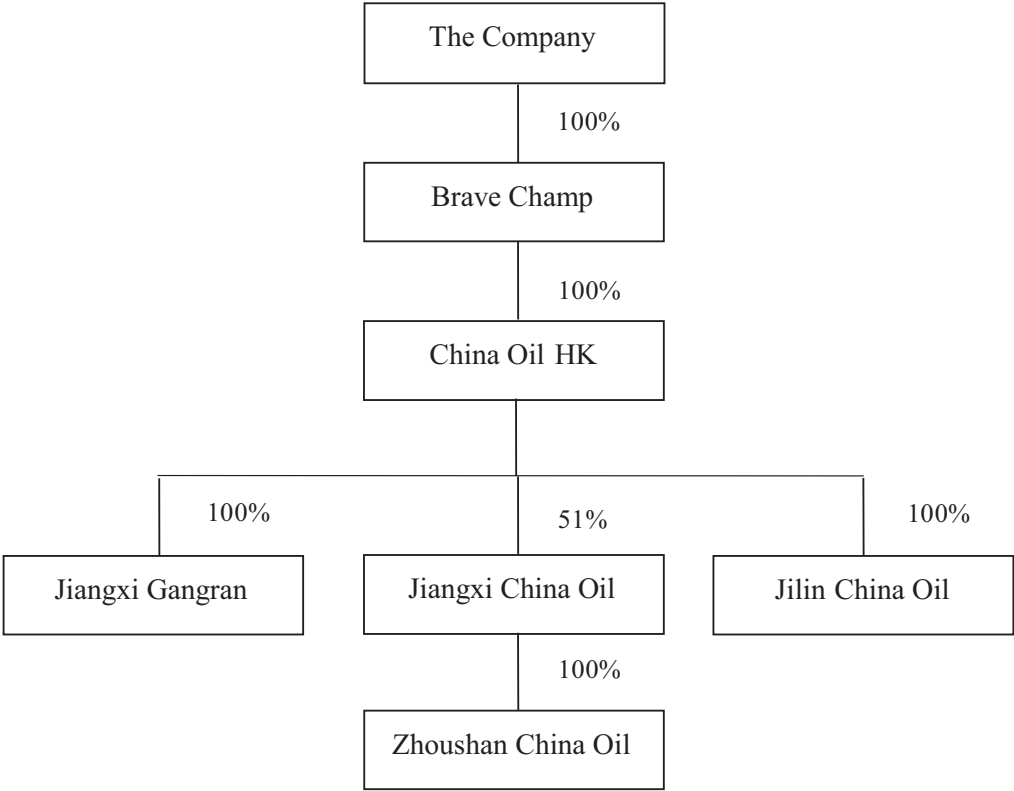 The Company
100%
Brave Champ
100%
China Oil HK
100%
51%
100%
Jiangxi Gangran
Jiangxi China Oil
Jilin China Oil
100%
Zhoushan China Oil